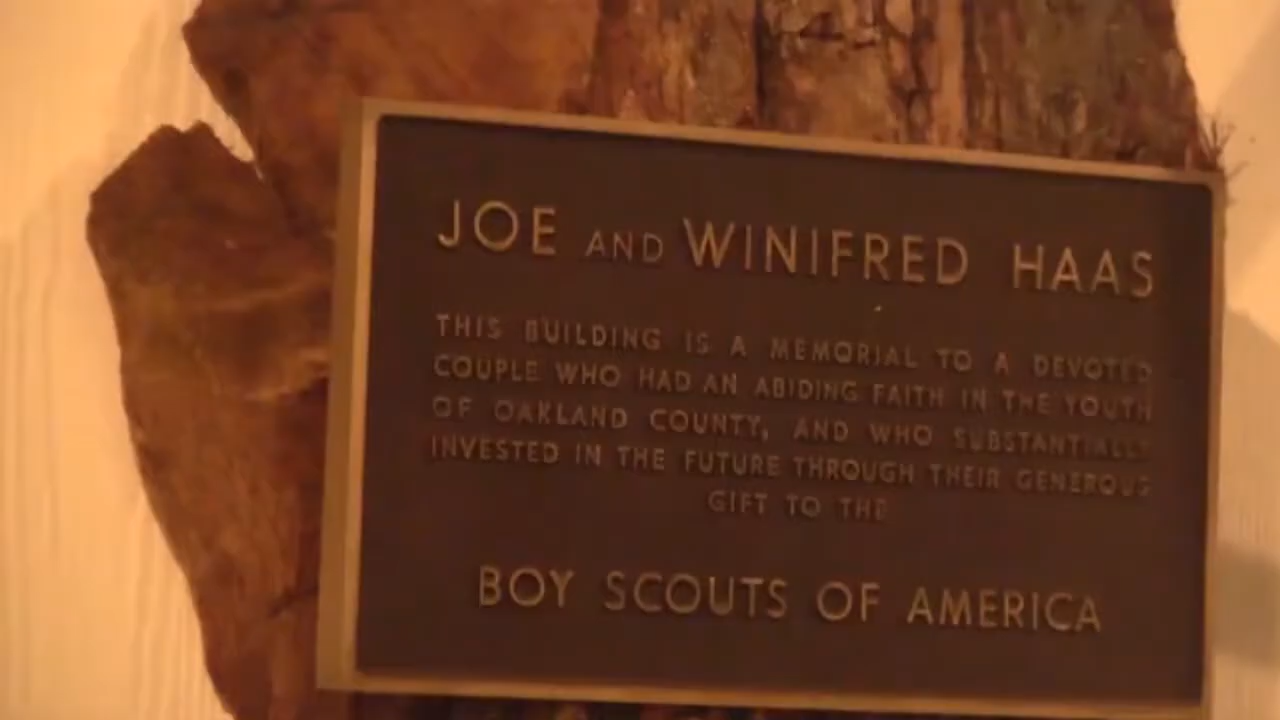 JOE AND WINIFRED HAAS
THIS BUILDING IS A MEMORIAL TO A DEVOTED
COUPLE WHO HAD AN ABIDING FAITH IN THE YOUTH
OF OAKLAND COUNTY, AND WHO SUBSTANTIALLY
INVESTED IN THE FUTURE THROUGH THEIR GENEROUS
GIFT TO THE
BOY SCOUTS OF AMERICA